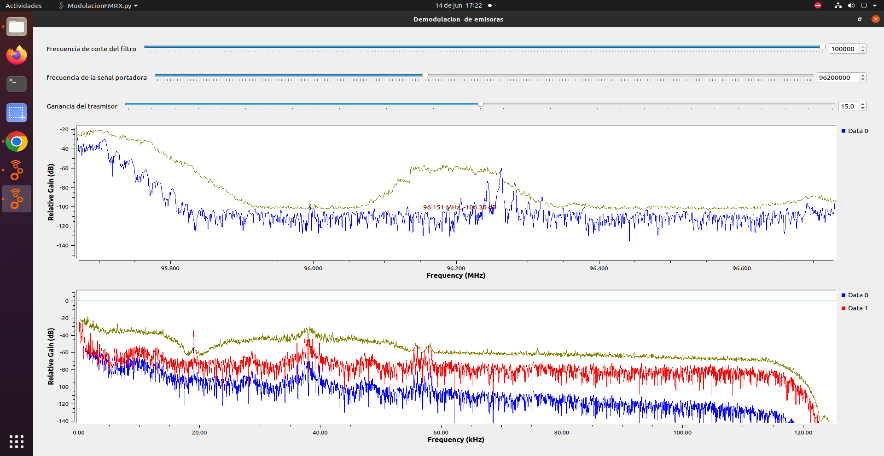 Actividades ModulacionFMRX.py 14 de jun 17:22
Demodulacion de emisoras
Frecuencia de corte del filtro 100000
frecuencia de la señal portadora 96200000
Ganancia del trasmisor 15,0
Data 0
-20
-40
-60
-80
-100
-120
-140
Relative Gain (dB)
96.151 MHz,
95.800 96.000 96.200 96.400 96.600
Frequency (MHz)
Data 0
Data 1
0
-20
-40
-60
-80
-100
-120
-140
Relative Gain (dB)
0.00 20.00 40.00 60.00 80.00 100.00 120.00
Frequency (kHz)